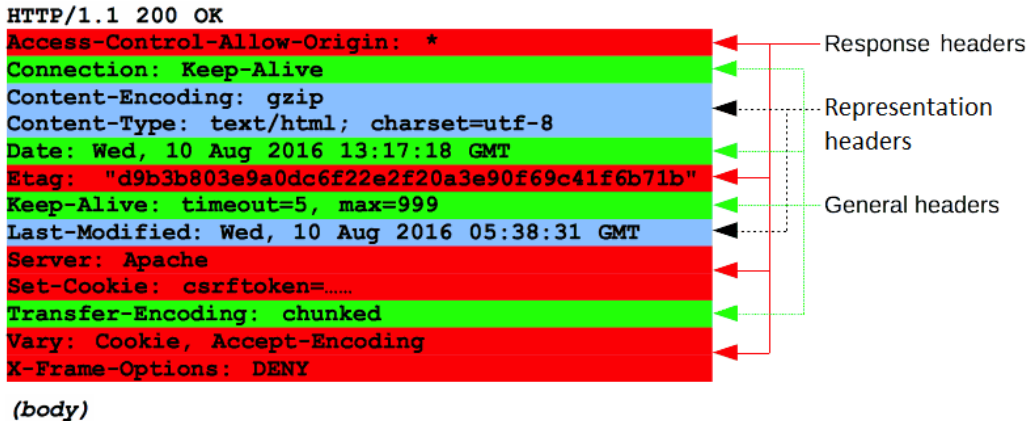 HTTP/1.1 200 OK
Access-Control-Allow-Origin: *
Connection: Keep-Alive
Content-Encoding: gzip
Content-Type: text/html; charset=utf-8
Date: Wed, 10 Aug 2016 13:17:18 GMT
Etag: "d9b3b803e9a0dc6f22e2f20a3e90f69c41f6b71b"
Keep-Alive: timeout=5, max=999
Last-Modified: Wed, 10 Aug 2016 05:38:31 GMT
Server: Apache
Set-Cookie: csrftoken=……
Transfer-Encoding: chunked
Vary: Cookie, Accept-Encoding
X-Frame-Options: DENY
(body)
Response headers
Representation
headers
General headers